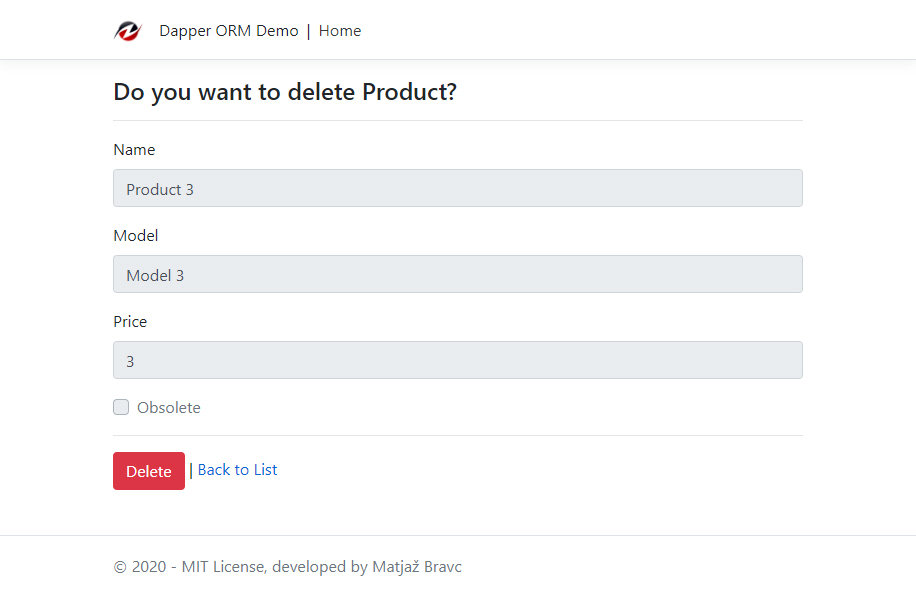 Dapper ORM Demo | Home
Do you want to delete Product?
Name
Product 3
Model
Model 3
Price
3
Obsolete
Delete | Back to List
© 2020 - MIT License, developed by Matjaž Bravc